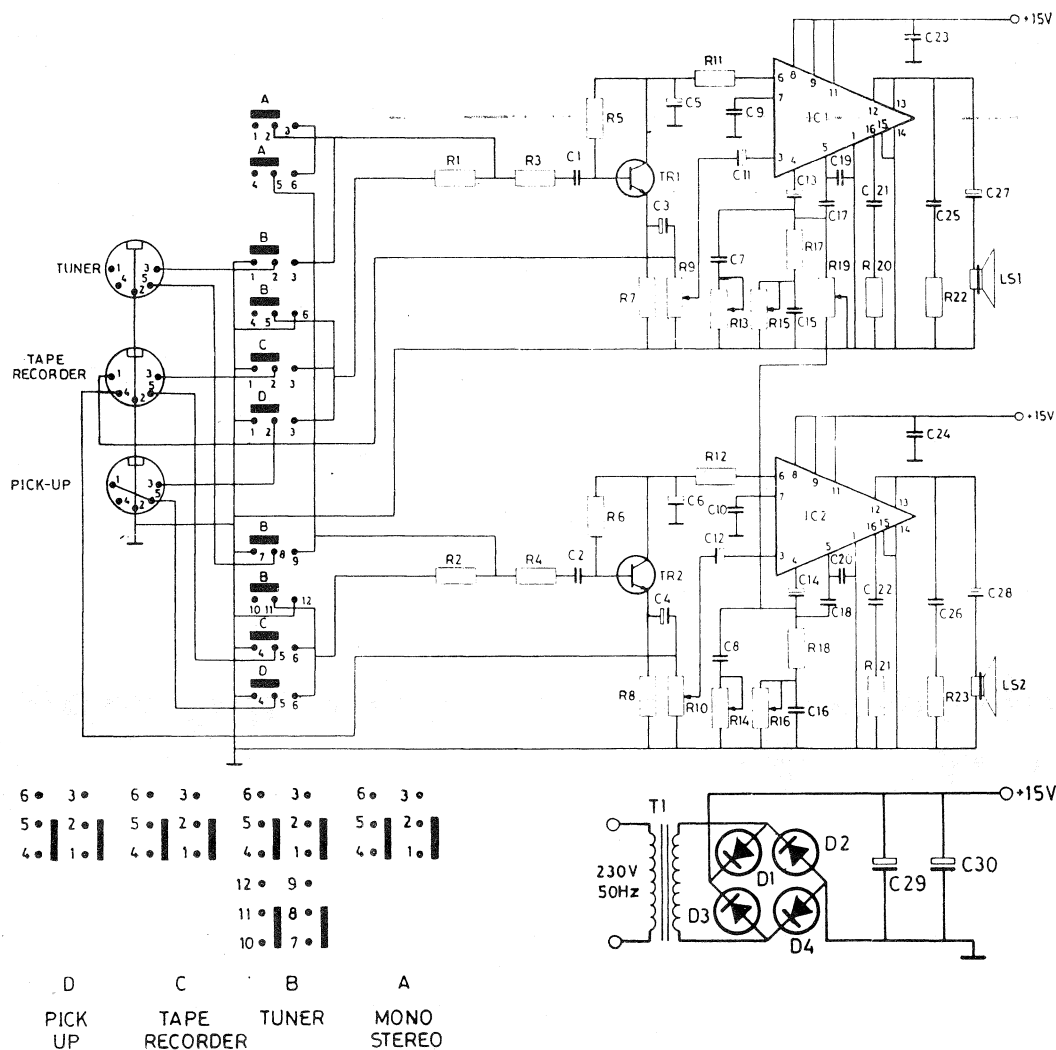 +15V
C23
R11
A
1 2 3
R5
C5
6
8
9
11
7
C9
IC1
12
13
16
15
14
A
4 5 6
R1
R3
C1
TR1
C11
3
4
5
1
C19
C13
C21
C17
C25
C27
C3
B
1 2 3
TUNER
1 3
4 5
2
R17
C7
R9
R7
R13
R15
C15
R19
R20
R22
LS1
B
4 5 6
TAPE
RECORDER
1 3
4 5
2
C
1 2 3
D
1 2 3
+15V
C24
R12
PICK-UP
1 3
4 5
2
R6
C6
6
8
9
11
7
C10
IC2
12
13
16
15
14
B
7 8 9
R2
R4
C2
TR2
C12
3
4
5
1
C20
C14
C22
C18
C26
C28
B
10 11 12
C4
C
4 5 6
C8
R18
D
4 5 6
R8
R10
R14
R16
C16
R21
R23
LS2
6 3 6 3 6 3 6 3
5 2 5 2 5 2 5 2
4 1 4 1 4 1 4 1
12 9
11 8
10 7
T1
230V
50Hz
D1
D2
D3
D4
C29
C30
+15V
D C B A
PICK
UP
TAPE
RECORDER
TUNER
MONO
STEREO